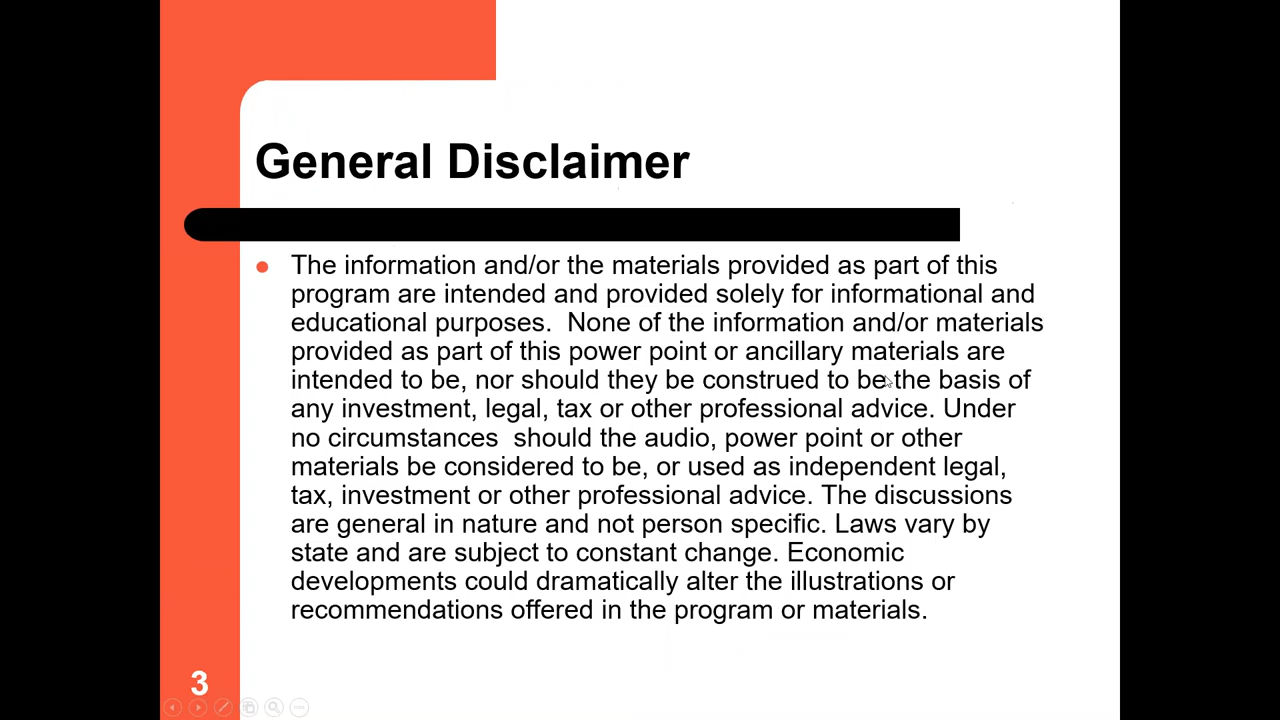 General Disclaimer
The information and/or the materials provided as part of this
program are intended and provided solely for informational and
educational purposes.  None of the information and/or materials
provided as part of this power point or ancillary materials are
intended to be, nor should they be construed to be the basis of
any investment, legal, tax or other professional advice. Under
no circumstances  should the audio, power point or other
materials be considered to be, or used as independent legal,
tax, investment or other professional advice. The discussions
are general in nature and not person specific. Laws vary by
state and are subject to constant change. Economic
developments could dramatically alter the illustrations or
recommendations offered in the program or materials.
3